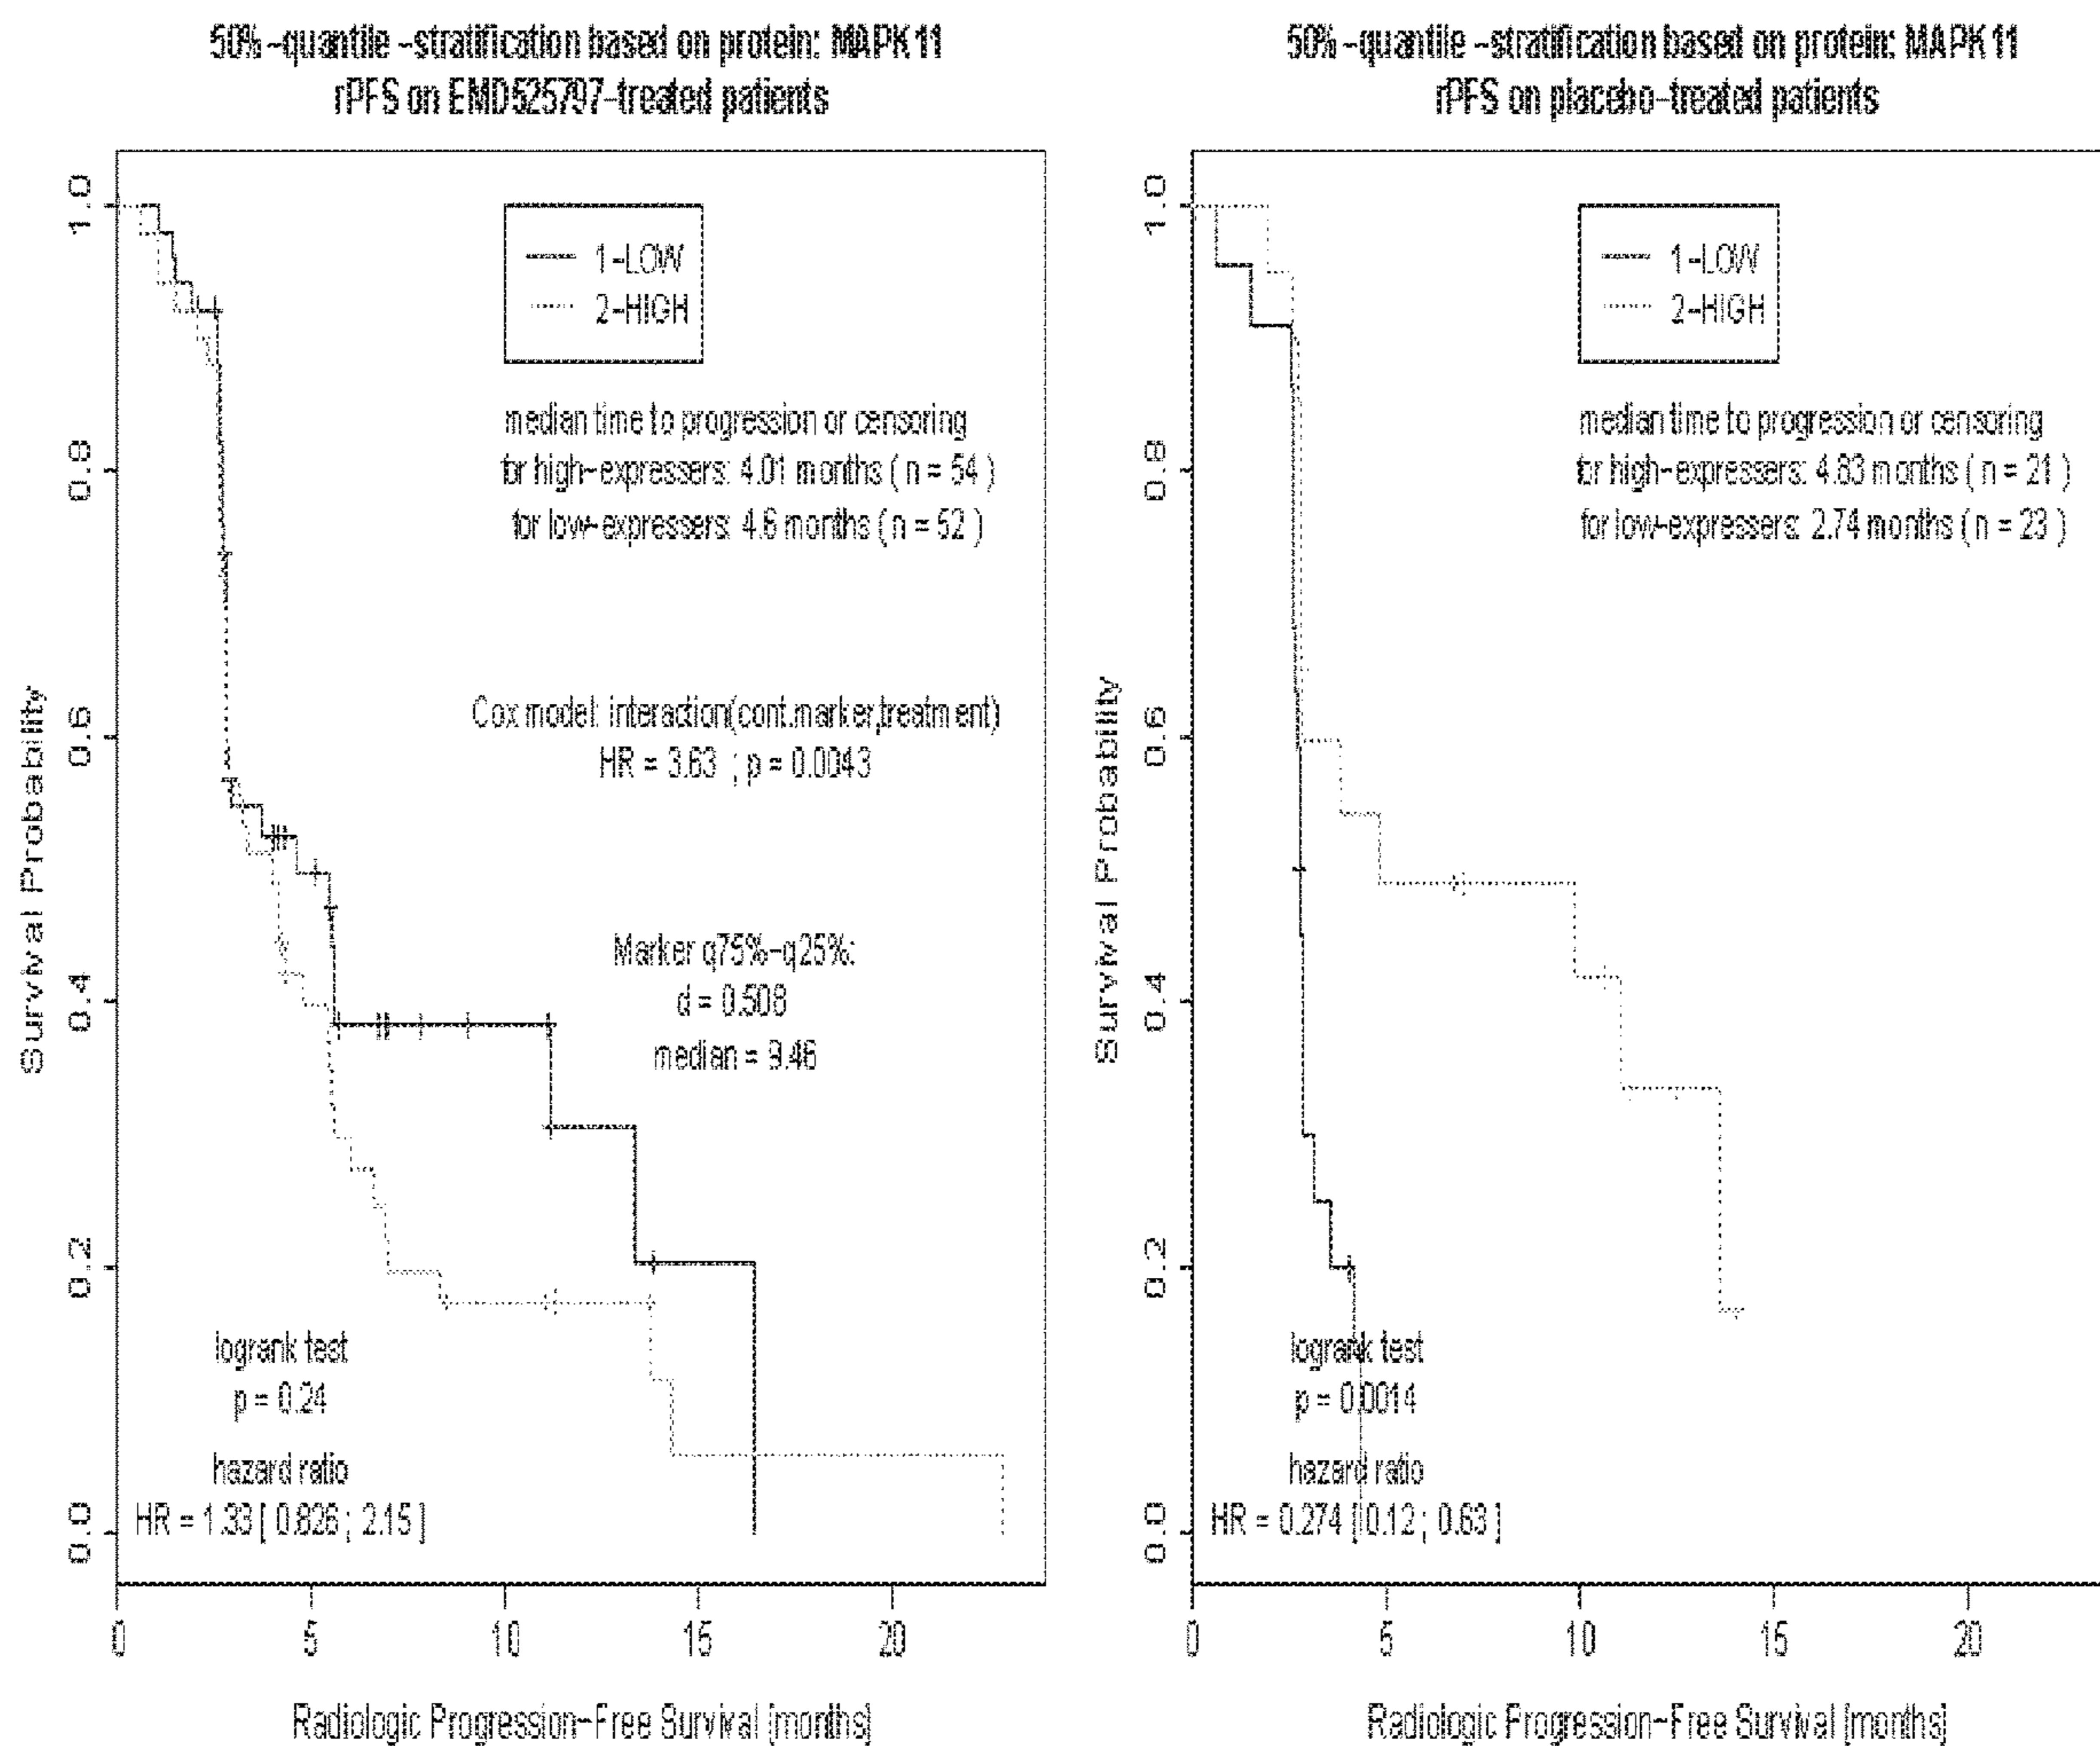 50%-quantile-stratification based on protein: MAPK11
rPFS on EMD525797-treated patients
1.0
0.8
0.6
0.4
0.2
0.0
Survival Probability
1-LOW
2-HIGH
median time to progression or censoring
for high-expressers: 4.01 months ( n = 54 )
for low-expressers: 4.6 months ( n = 52 )
Cox model: interaction(cont.marker,treatment)
HR = 3.63 ; p = 0.0043
Marker q75%-q25%:
d = 0.508
median = 9.46
logrank test
p = 0.24
hazard ratio
HR = 1.33 [ 0.826 ; 2.15 ]
0 5 10 15 20
Radiologic Progression-Free Survival [months]
50%-quantile-stratification based on protein: MAPK11
rPFS on placebo-treated patients
1.0
0.8
0.6
0.4
0.2
0.0
Survival Probability
1-LOW
2-HIGH
median time to progression or censoring
for high-expressers: 4.83 months ( n = 21 )
for low-expressers: 2.74 months ( n = 23 )
logrank test
p = 0.0014
hazard ratio
HR = 0.274 [ 0.12 ; 0.63 ]
0 5 10 15 20
Radiologic Progression-Free Survival [months]